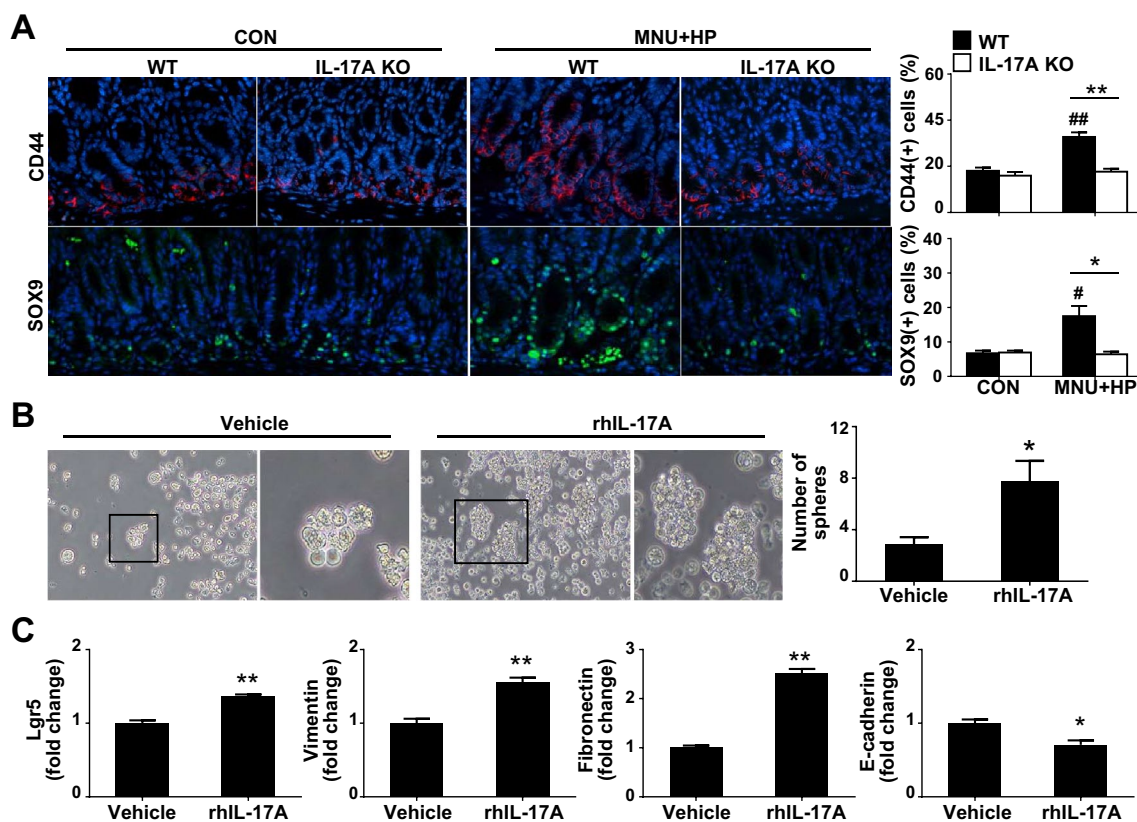 A
CON
MNU+HP
WT
IL-17A KO
WT
IL-17A KO
CD44
SOX9
WT
IL-17A KO
CD44(+) cells (%)
60
45
20
0
##
**
SOX9(+) cells (%)
40
30
20
10
0
#
*
CON
MNU+HP
B
Vehicle
rhIL-17A
Number of
spheres
12
8
4
0
*
Vehicle
rhIL-17A
C
Lgr5
(fold change)
2
1
0
**
Vehicle
rhIL-17A
Vimentin
(fold change)
2
1
0
**
Vehicle
rhIL-17A
Fibronectin
(fold change)
3
2
1
0
**
Vehicle
rhIL-17A
E-cadherin
(fold change)
2
1
0
*
Vehicle
rhIL-17A